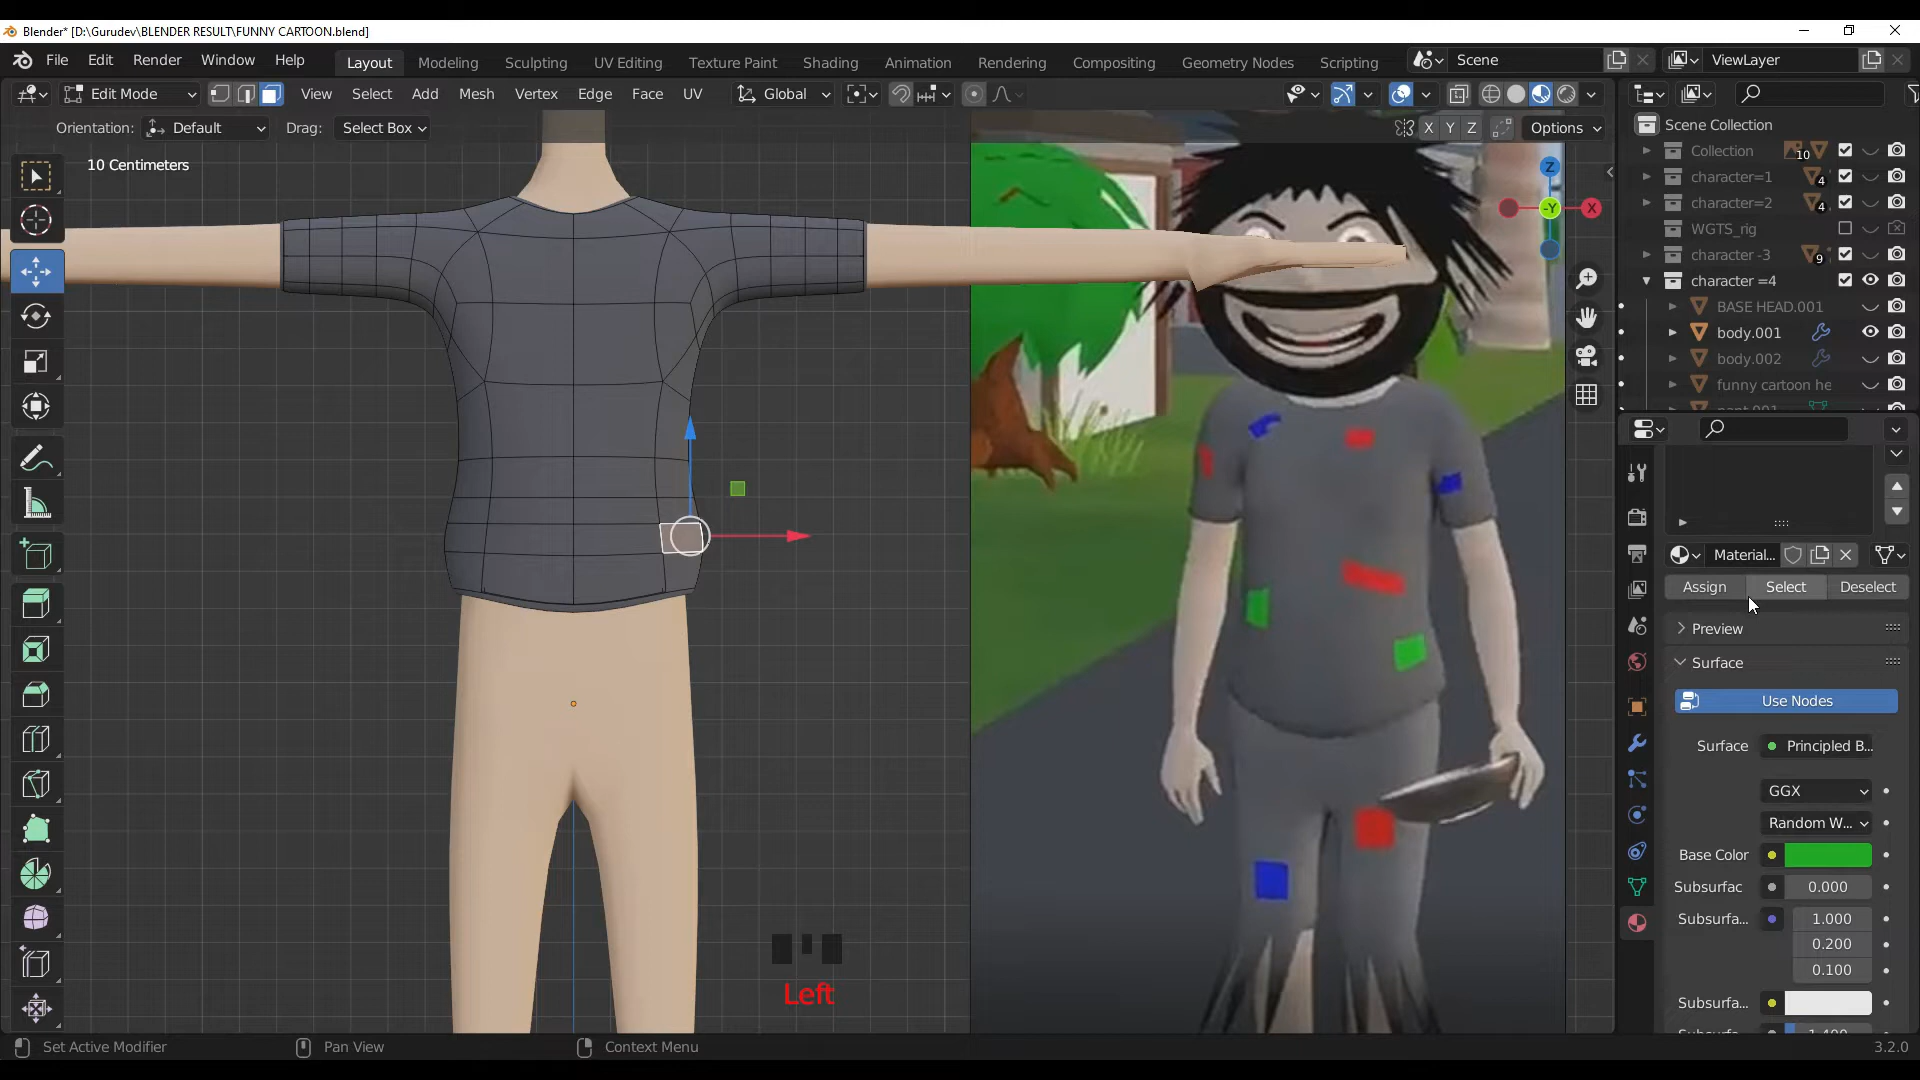 Blender* [D:\Gurudev\BLENDER RESULT\FUNNY CARTOON.blend]
File Edit Render Window Help Layout Modeling Sculpting UV Editing Texture Paint Shading Animation Rendering Compositing Geometry Nodes Scripting Scene ViewLayer
Edit Mode View Select Add Mesh Vertex Edge Face UV Global
Orientation: Default Drag: Select Box X Y Z Options
Scene Collection
10 Centimeters
Collection 10
character=1 4
character=2 4
WGTS_rig
character -3 9
character =4
BASE HEAD.001
body.001
body.002
funny cartoon he
Z
-Y
X
Material...
Assign Select Deselect
Preview
Surface
Use Nodes
Surface Principled B...
GGX
Random W...
Base Color
Subsurfac 0.000
Subsurfa... 1.000
0.200
0.100
Subsurfa...
Left
Set Active Modifier Pan View Context Menu 3.2.0